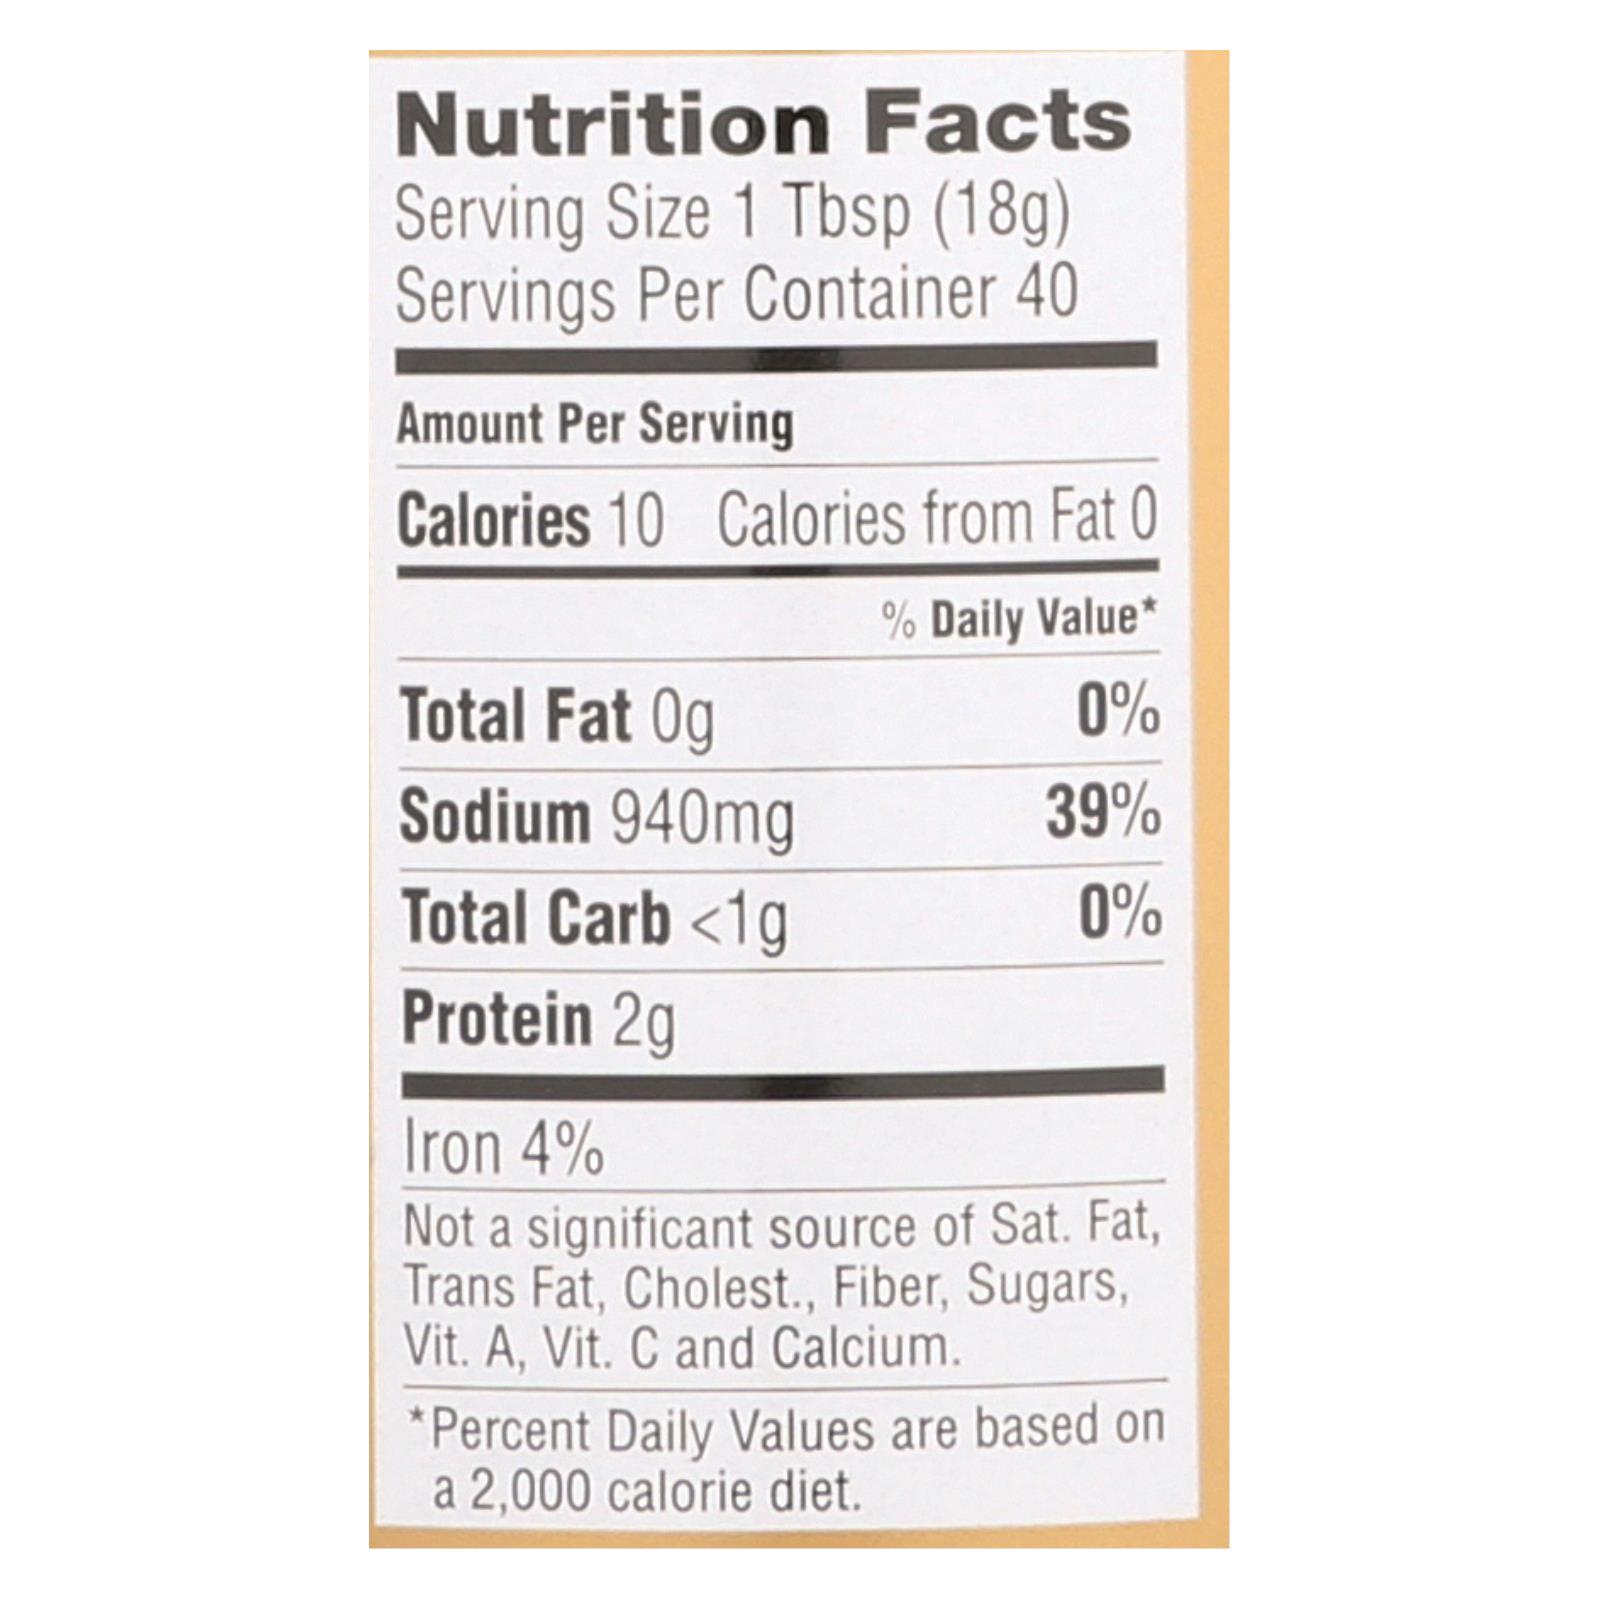 Nutrition Facts
Serving Size 1 Tbsp (18g)
Servings Per Container 40
Amount Per Serving
Calories 10 Calories from Fat 0
% Daily Value*
Total Fat 0g 0%
Sodium 940mg 39%
Total Carb <1g 0%
Protein 2g
Iron 4%
Not a significant source of Sat. Fat,
Trans Fat, Cholest., Fiber, Sugars,
Vit. A, Vit. C and Calcium.
*Percent Daily Values are based on
a 2,000 calorie diet.